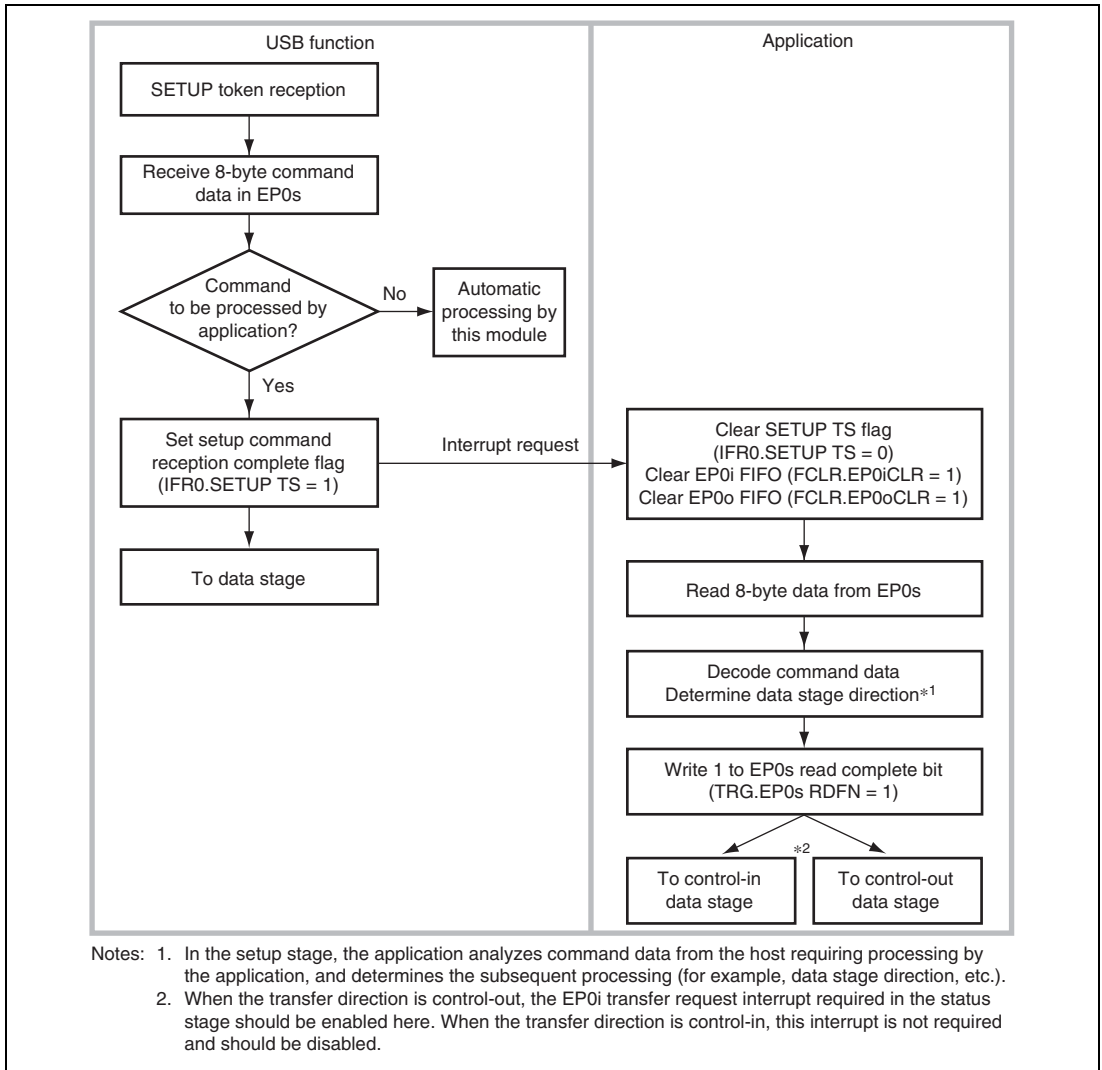 USB function
Application
SETUP token reception
Receive 8-byte command
data in EP0s
Command
to be processed by
application?
No
Automatic
processing by
this module
Yes
Set setup command
reception complete flag
(IFR0.SETUP TS = 1)
Interrupt request
To data stage
Clear SETUP TS flag
(IFR0.SETUP TS = 0)
Clear EP0i FIFO (FCLR.EP0iCLR = 1)
Clear EP0o FIFO (FCLR.EP0oCLR = 1)
Read 8-byte data from EP0s
Decode command data
Determine data stage direction*1
Write 1 to EP0s read complete bit
(TRG.EP0s RDFN = 1)
*2
To control-in
data stage
To control-out
data stage
Notes: 1. In the setup stage, the application analyzes command data from the host requiring processing by
the application, and determines the subsequent processing (for example, data stage direction, etc.).
2. When the transfer direction is control-out, the EP0i transfer request interrupt required in the status
stage should be enabled here. When the transfer direction is control-in, this interrupt is not required
and should be disabled.